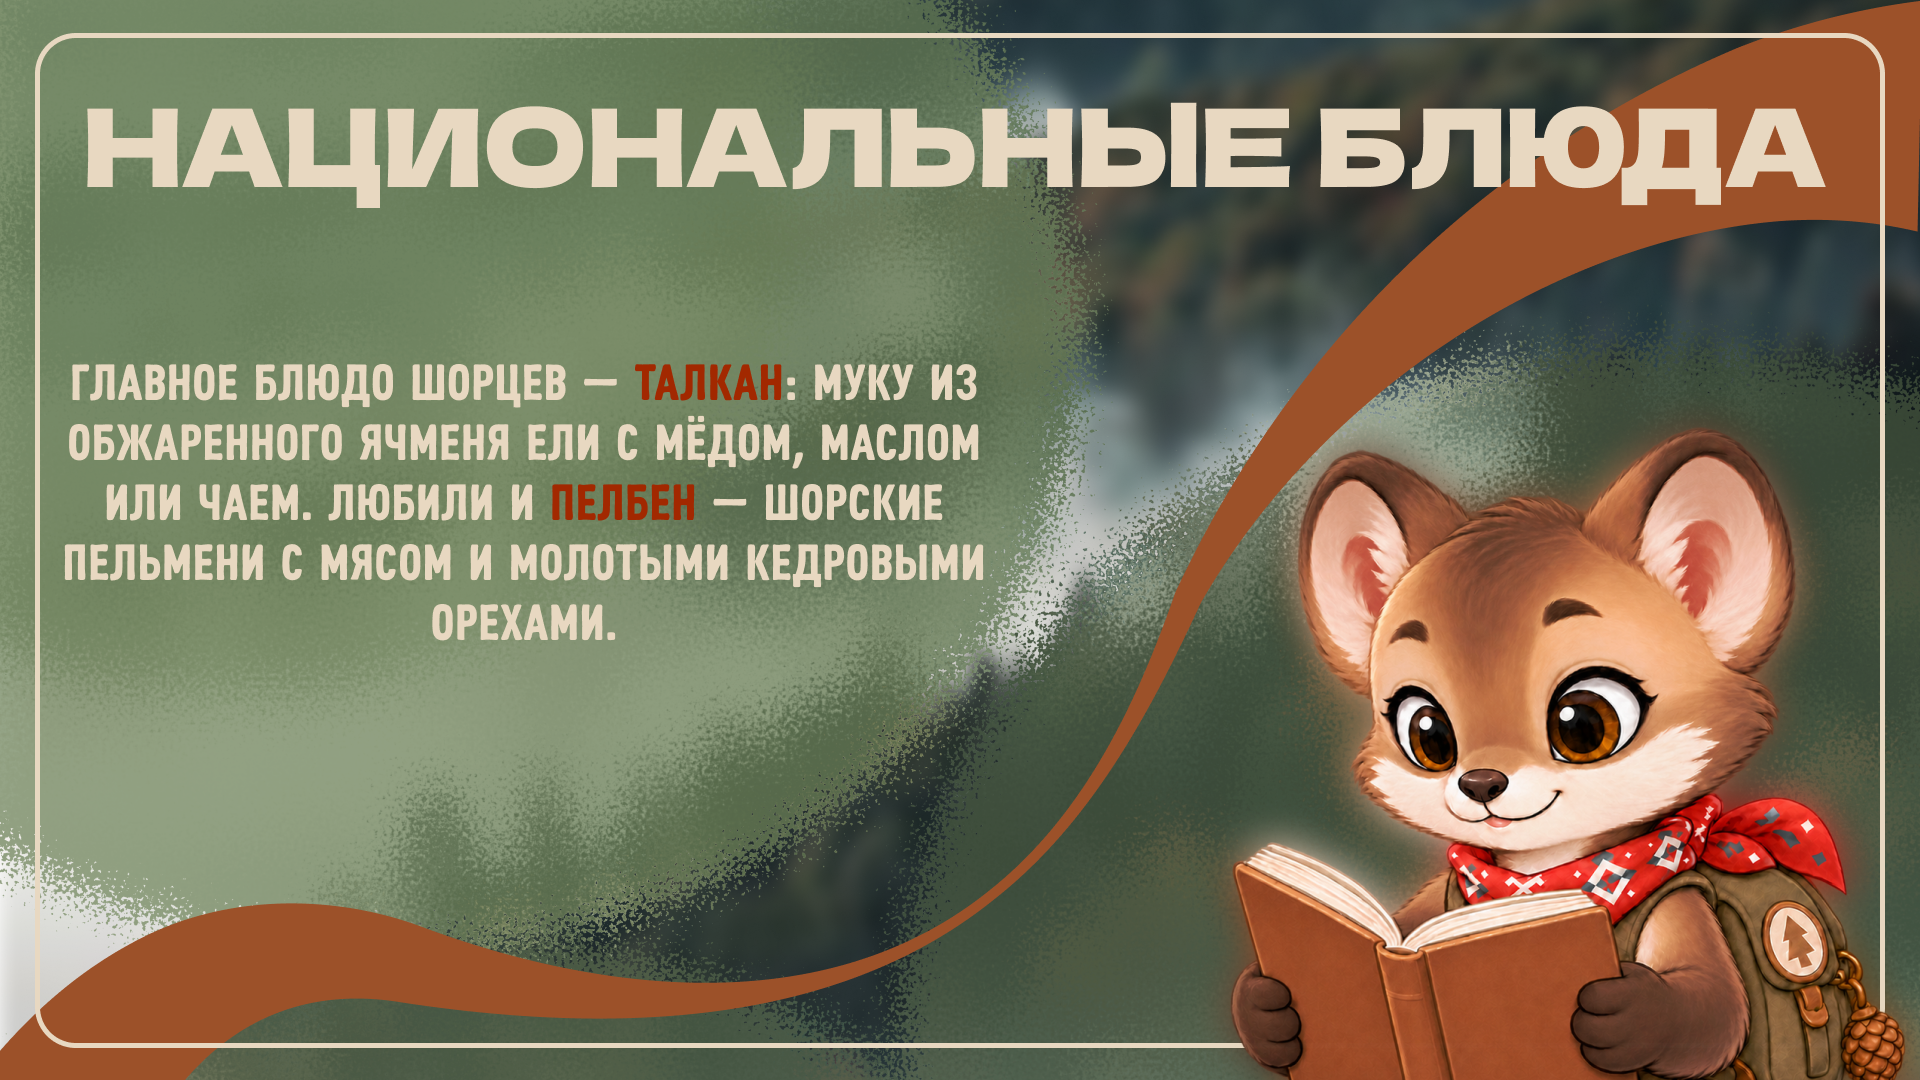 НАЦИОНАЛЬНЫЕ БЛЮДА
ГЛАВНОЕ БЛЮДО ШОРЦЕВ — ТАЛКАН: МУКУ ИЗ
ОБЖАРЕННОГО ЯЧМЕНЯ ЕЛИ С МЁДОМ, МАСЛОМ
ИЛИ ЧАЕМ. ЛЮБИЛИ И ПЕЛБЕН — ШОРСКИЕ
ПЕЛЬМЕНИ С МЯСОМ И МОЛОТЫМИ КЕДРОВЫМИ
ОРЕХАМИ.